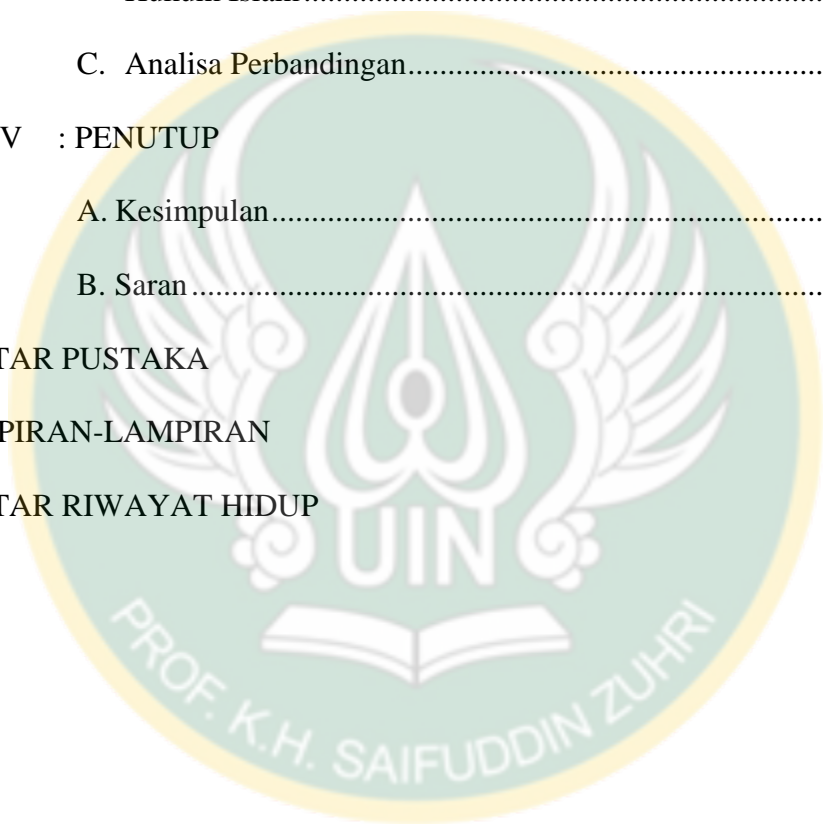 C. Analisa Perbandingan
V : PENUTUP
A. Kesimpulan
B. Saran
TAR PUSTAKA
PIRAN-LAMPIRAN
TAR RIWAYAT HIDUP
UIN
PROF. K.H. SAIFUDDIN ZUHRI